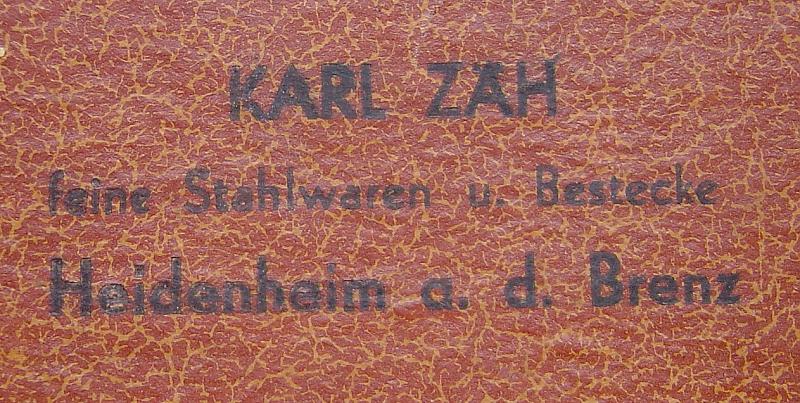 KARL ZÄH
feine Stahlwaren u. Bestecke
Heidenheim a. d. Brenz